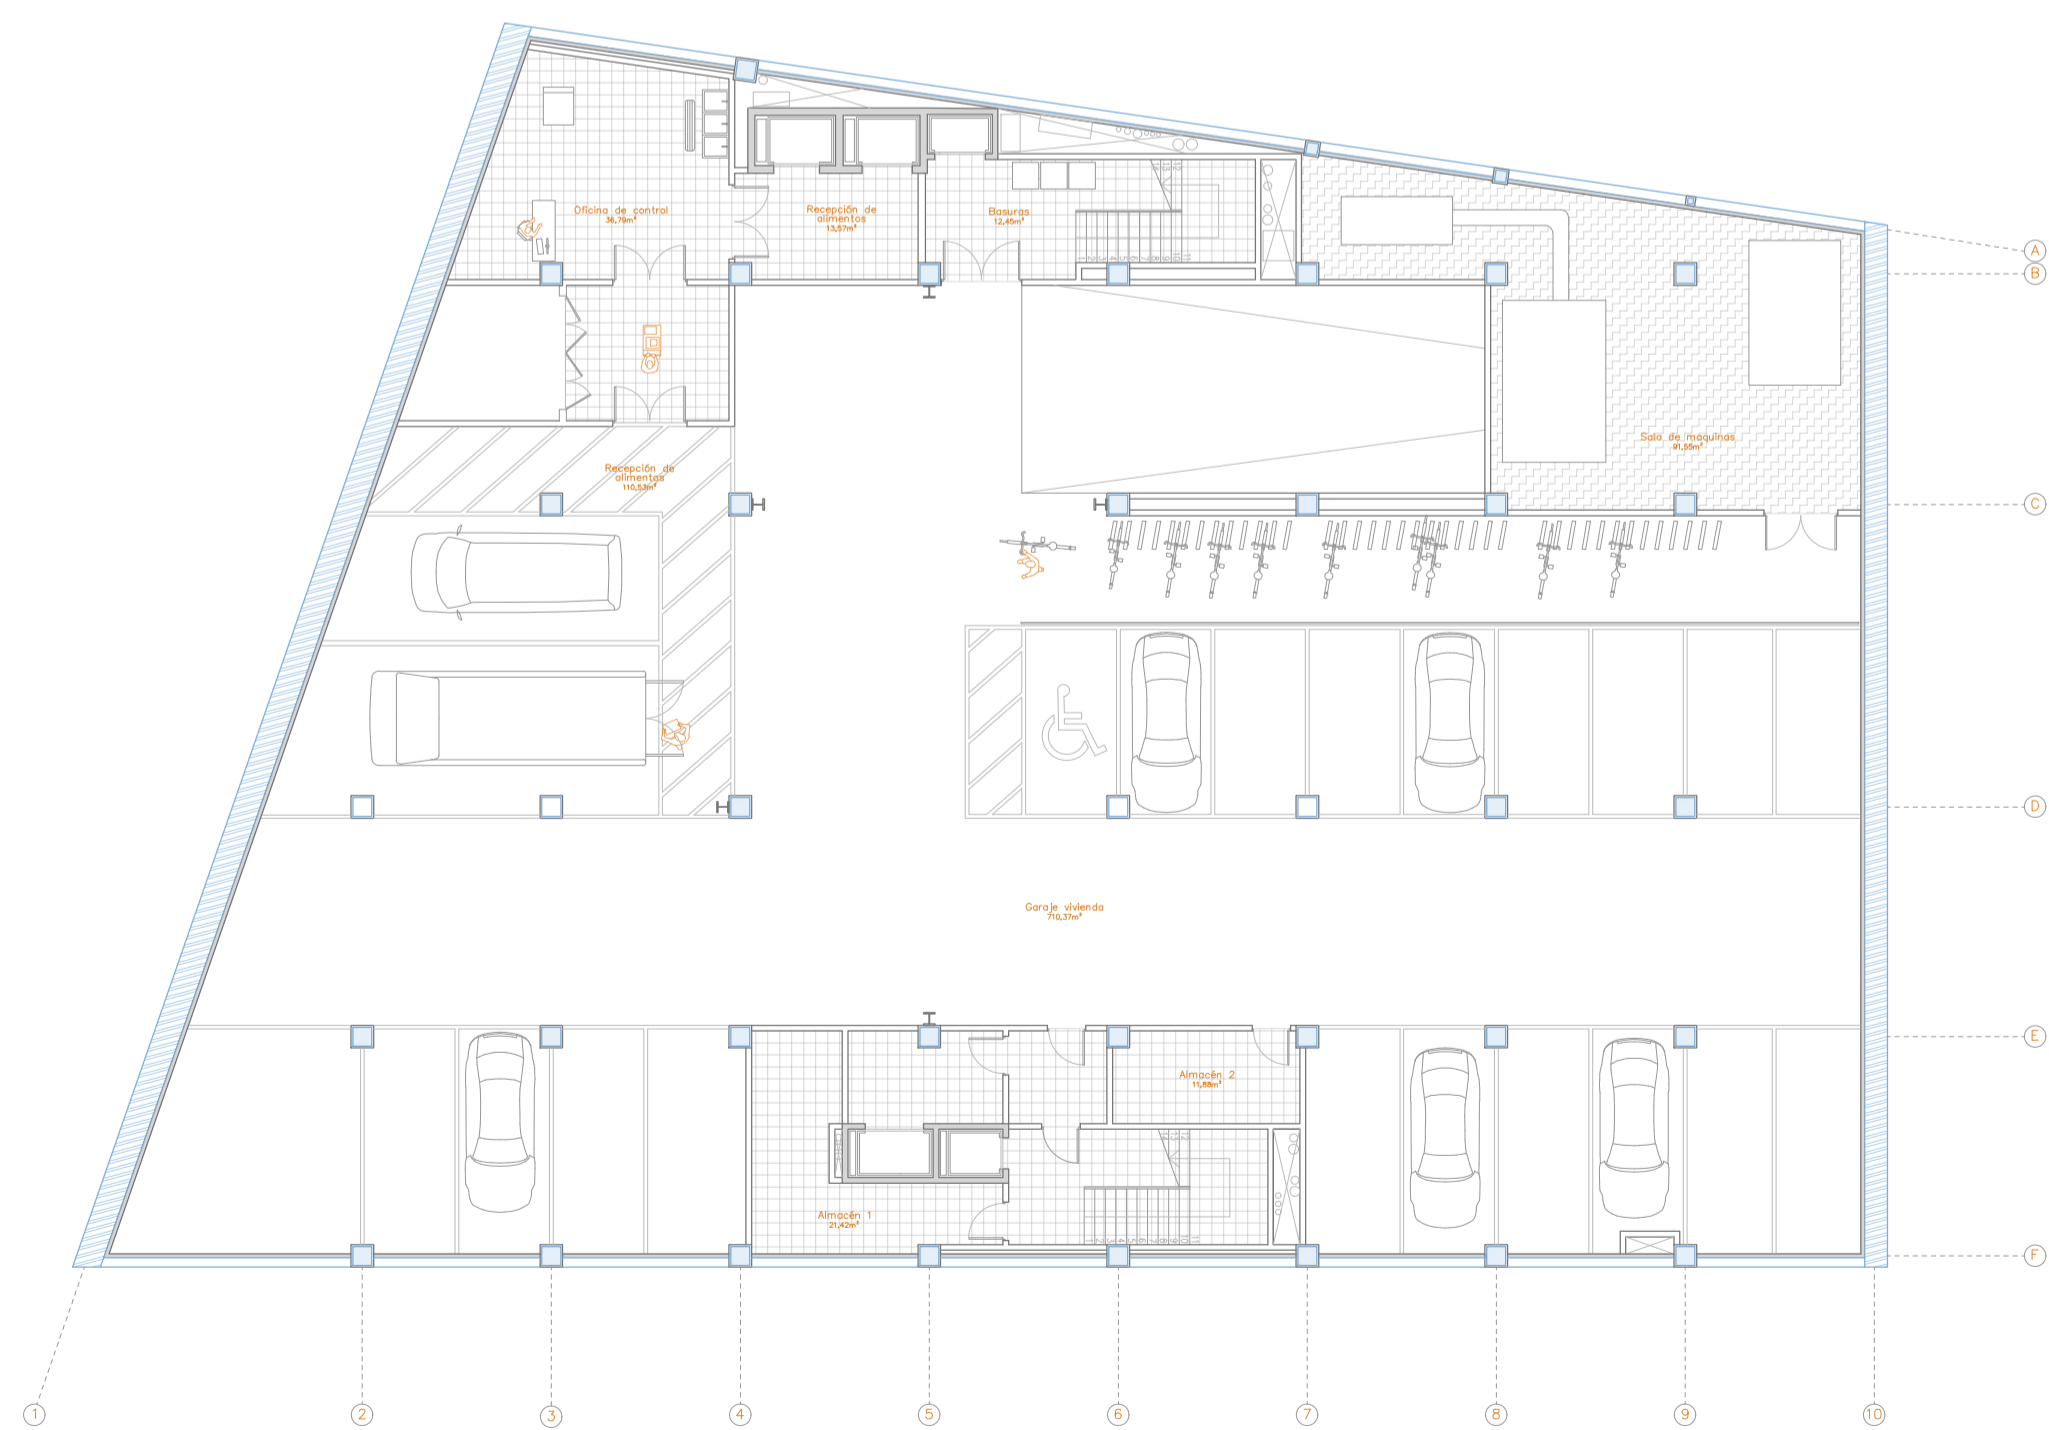 Oficina de control
36,79m²
Recepción de
alimentos
13,57m²
Basuras
12,45m²
A
B
Sala de maquinas
91,55m²
Recepción de
alimentos
110,53m²
C
D
Garaje vivienda
710,37m²
E
Almacén 2
11,88m²
Almacén 1
21,42m²
F
1
2
3
4
5
6
7
8
9
10